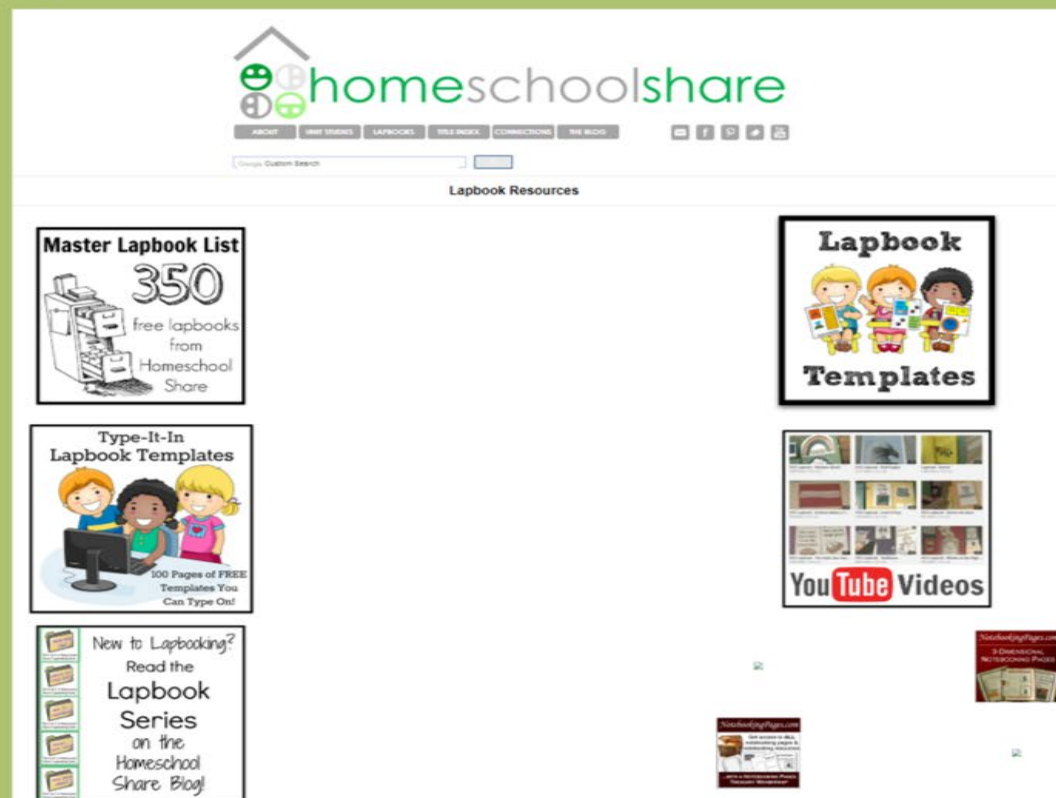 homeschoolshare
ABOUT UNIT STUDIES LAPBOOKS TITLE INDEX CONNECTIONS THE BLOG
Google Custom Search
Lapbook Resources
Master Lapbook List
350
free lapbooks
from
Homeschool
Share
Lapbook
Templates
Type-It-In
Lapbook Templates
100 Pages of FREE
Templates You
Can Type On!
YouTube Videos
New to Lapbooking?
Read the
Lapbook
Series
on the
Homeschool
Share Blog!
NotebookingPages.com
3-DIMENSIONAL
NOTEBOOKING PAGES
NotebookingPages.com